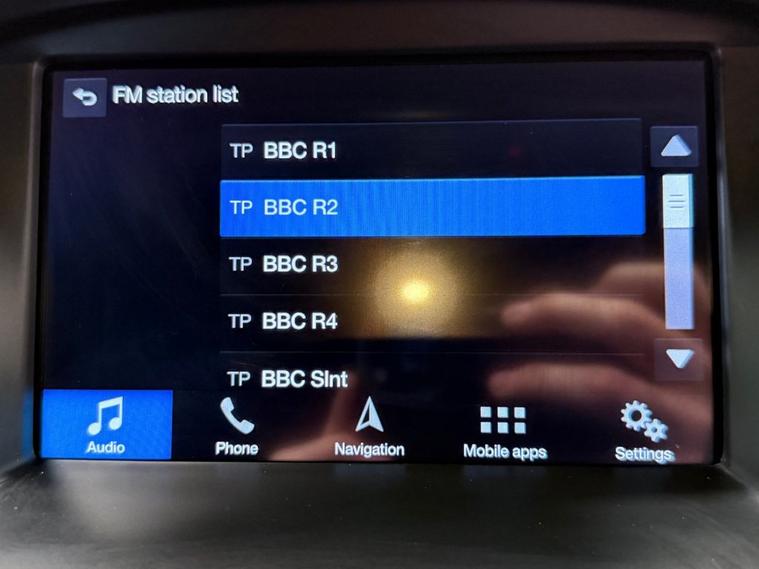 FM station list
TP BBC R1
TP BBC R2
TP BBC R3
TP BBC R4
TP BBC Slnt
Audio
Phone
Navigation
Mobile apps
Settings